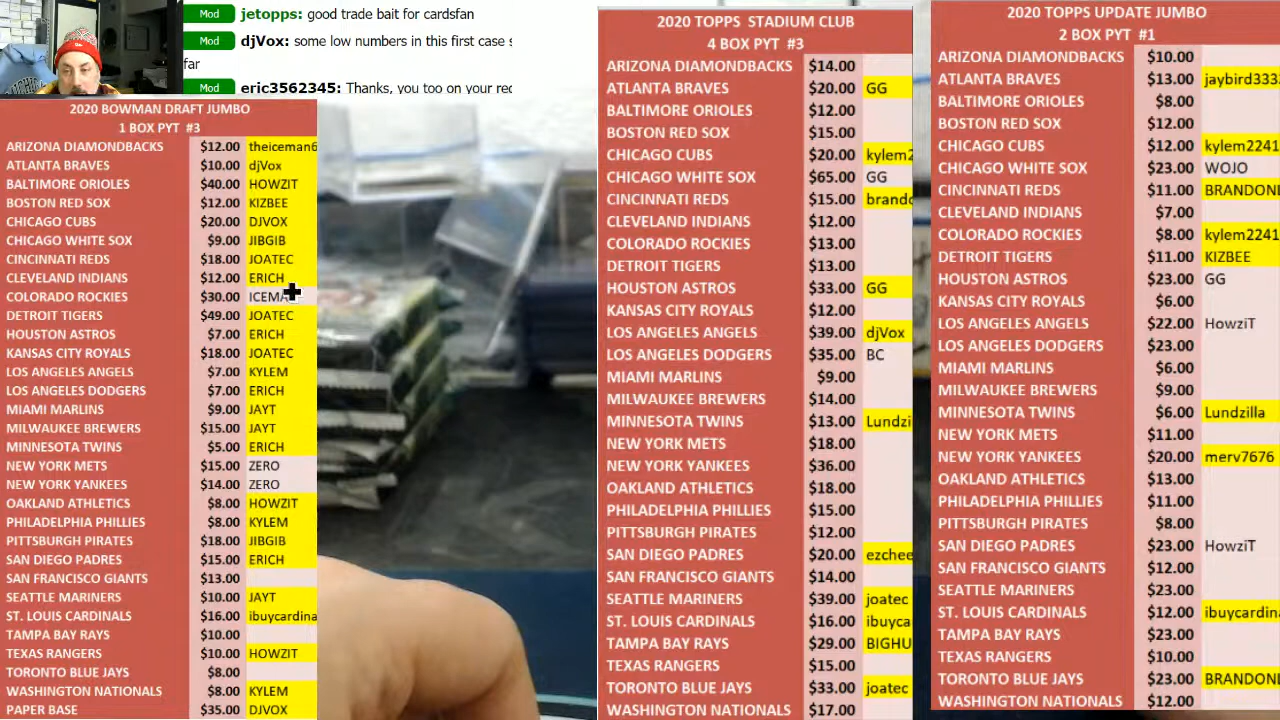 Mod jetopps: good trade bait for cardsfan
Mod djVox: some low numbers in this first case s
far
Mod eric3562345: Thanks, you too on your rec
2020 BOWMAN DRAFT JUMBO
1 BOX PYT #3
ARIZONA DIAMONDBACKS $12.00 theiceman6
ATLANTA BRAVES $10.00 djVox
BALTIMORE ORIOLES $40.00 HOWZIT
BOSTON RED SOX $12.00 KIZBEE
CHICAGO CUBS $20.00 DJVOX
CHICAGO WHITE SOX $9.00 JIBGIB
CINCINNATI REDS $18.00 JOATEC
CLEVELAND INDIANS $12.00 ERICH
COLORADO ROCKIES $30.00 ICEMA
DETROIT TIGERS $49.00 JOATEC
HOUSTON ASTROS $7.00 ERICH
KANSAS CITY ROYALS $18.00 JOATEC
LOS ANGELES ANGELS $7.00 KYLEM
LOS ANGELES DODGERS $7.00 ERICH
MIAMI MARLINS $9.00 JAYT
MILWAUKEE BREWERS $15.00 JAYT
MINNESOTA TWINS $5.00 ERICH
NEW YORK METS $15.00 ZERO
NEW YORK YANKEES $14.00 ZERO
OAKLAND ATHLETICS $8.00 HOWZIT
PHILADELPHIA PHILLIES $8.00 KYLEM
PITTSBURGH PIRATES $18.00 JIBGIB
SAN DIEGO PADRES $15.00 ERICH
SAN FRANCISCO GIANTS $13.00
SEATTLE MARINERS $10.00 JAYT
ST. LOUIS CARDINALS $16.00 ibuycardina
TAMPA BAY RAYS $10.00
TEXAS RANGERS $10.00 HOWZIT
TORONTO BLUE JAYS $8.00
WASHINGTON NATIONALS $8.00 KYLEM
PAPER BASE $35.00 DJVOX
2020 TOPPS STADIUM CLUB
4 BOX PYT #3
ARIZONA DIAMONDBACKS $14.00
ATLANTA BRAVES $20.00 GG
BALTIMORE ORIOLES $12.00
BOSTON RED SOX $15.00
CHICAGO CUBS $20.00 kylem2
CHICAGO WHITE SOX $65.00 GG
CINCINNATI REDS $15.00 brando
CLEVELAND INDIANS $12.00
COLORADO ROCKIES $13.00
DETROIT TIGERS $13.00
HOUSTON ASTROS $33.00 GG
KANSAS CITY ROYALS $12.00
LOS ANGELES ANGELS $39.00 djVox
LOS ANGELES DODGERS $35.00 BC
MIAMI MARLINS $9.00
MILWAUKEE BREWERS $14.00
MINNESOTA TWINS $13.00 Lundzi
NEW YORK METS $18.00
NEW YORK YANKEES $36.00
OAKLAND ATHLETICS $18.00
PHILADELPHIA PHILLIES $15.00
PITTSBURGH PIRATES $12.00
SAN DIEGO PADRES $20.00 ezchee
SAN FRANCISCO GIANTS $14.00
SEATTLE MARINERS $39.00 joatec
ST. LOUIS CARDINALS $16.00 ibuyca
TAMPA BAY RAYS $29.00 BIGHU
TEXAS RANGERS $15.00
TORONTO BLUE JAYS $33.00 joatec
WASHINGTON NATIONALS $17.00
2020 TOPPS UPDATE JUMBO
2 BOX PYT #1
ARIZONA DIAMONDBACKS $10.00
ATLANTA BRAVES $13.00 jaybird333
BALTIMORE ORIOLES $8.00
BOSTON RED SOX $12.00
CHICAGO CUBS $12.00 kylem2241
CHICAGO WHITE SOX $23.00 WOJO
CINCINNATI REDS $11.00 BRANDON
CLEVELAND INDIANS $7.00
COLORADO ROCKIES $8.00 kylem2241
DETROIT TIGERS $11.00 KIZBEE
HOUSTON ASTROS $23.00 GG
KANSAS CITY ROYALS $6.00
LOS ANGELES ANGELS $22.00 HowziT
LOS ANGELES DODGERS $23.00
MIAMI MARLINS $6.00
MILWAUKEE BREWERS $9.00
MINNESOTA TWINS $6.00 Lundzilla
NEW YORK METS $11.00
NEW YORK YANKEES $20.00 merv7676
OAKLAND ATHLETICS $13.00
PHILADELPHIA PHILLIES $11.00
PITTSBURGH PIRATES $8.00
SAN DIEGO PADRES $23.00 HowziT
SAN FRANCISCO GIANTS $12.00
SEATTLE MARINERS $23.00
ST. LOUIS CARDINALS $12.00 ibuycardina
TAMPA BAY RAYS $23.00
TEXAS RANGERS $10.00
TORONTO BLUE JAYS $23.00 BRANDON
WASHINGTON NATIONALS $12.00